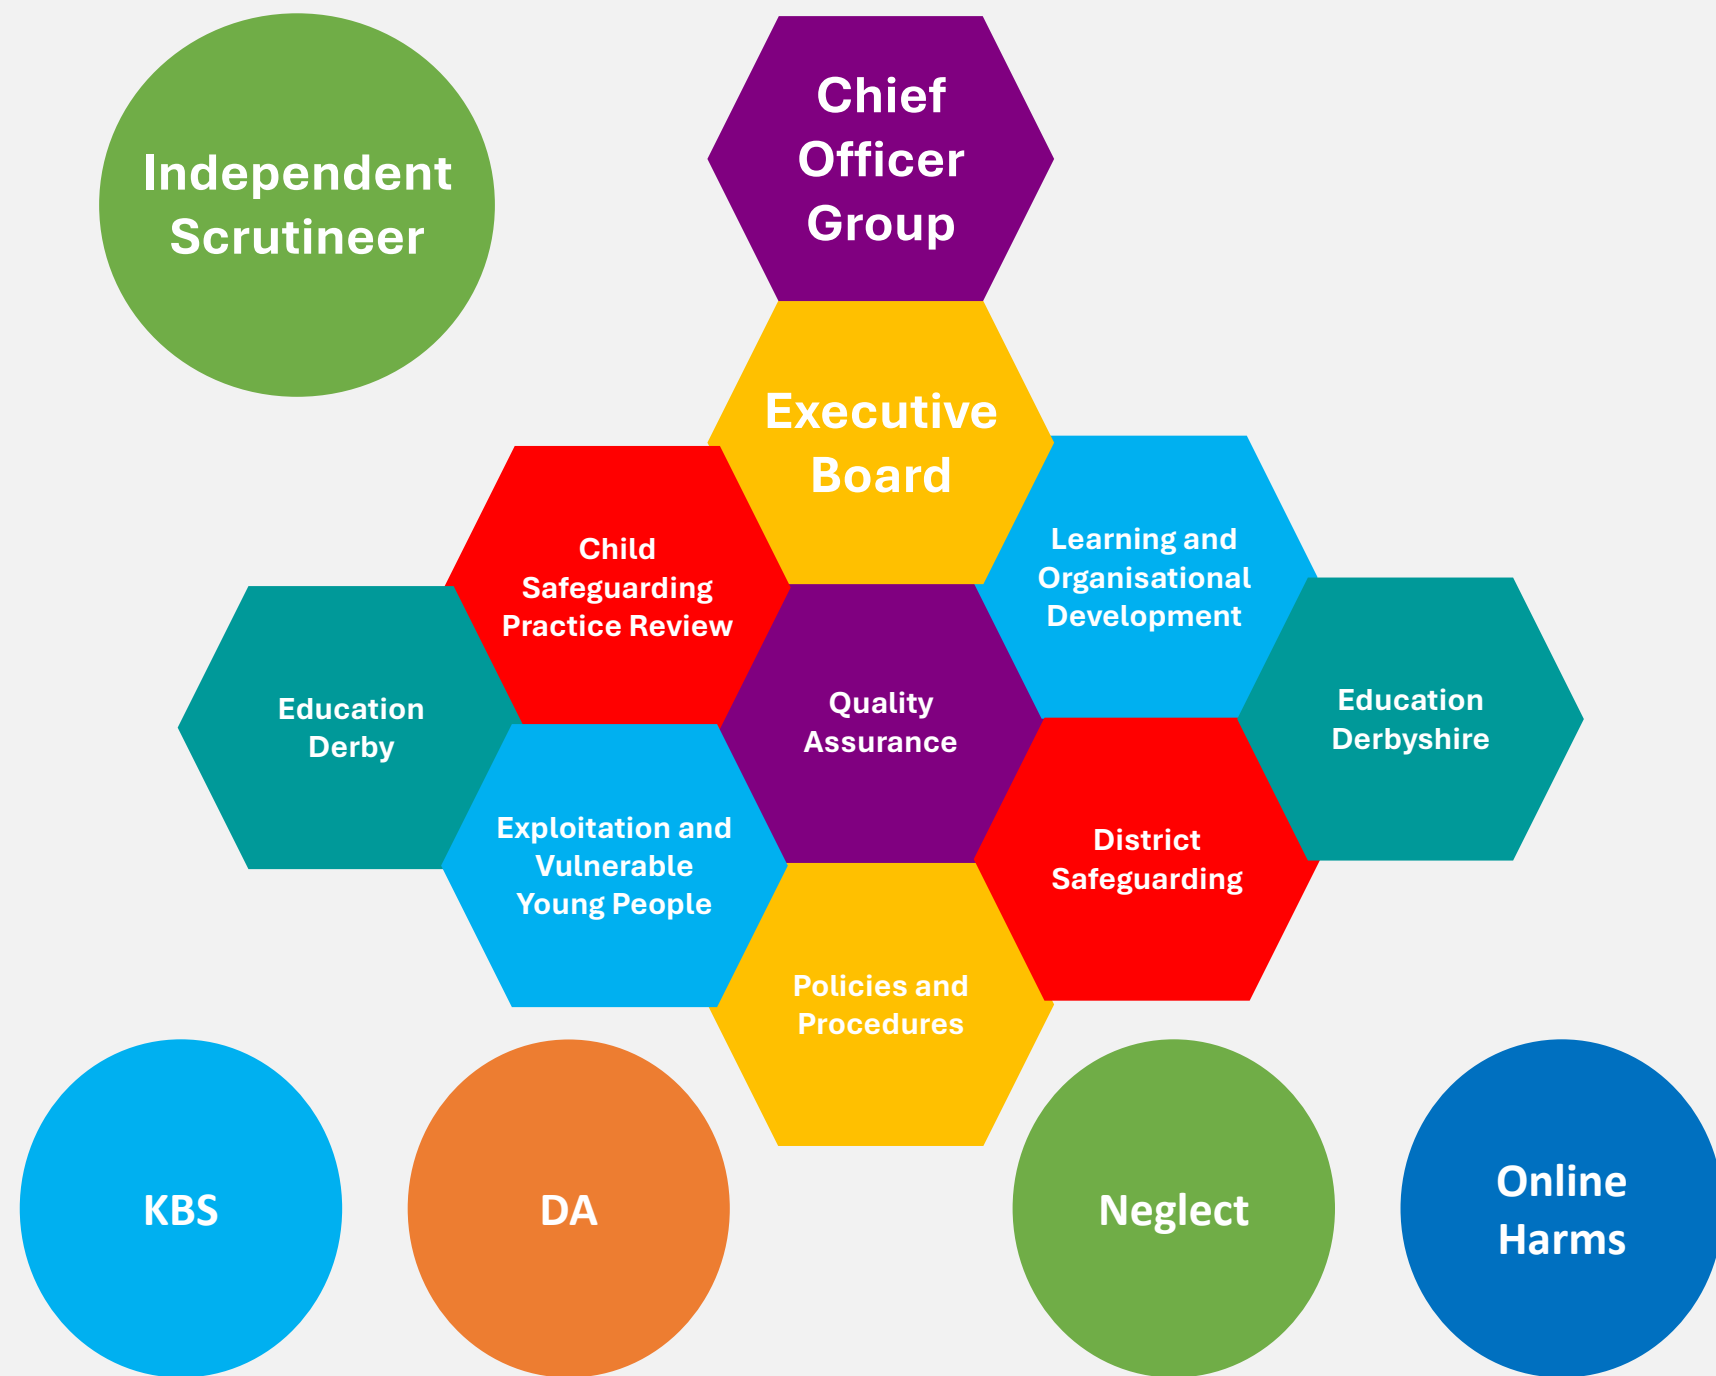 Independent
Scrutineer
Chief
Officer
Group
Executive
Board
Child
Safeguarding
Practice Review
Learning and
Organisational
Development
Education
Derby
Quality
Assurance
Education
Derbyshire
Exploitation and
Vulnerable
Young People
District
Safeguarding
Policies and
Procedures
KBS
DA
Neglect
Online
Harms